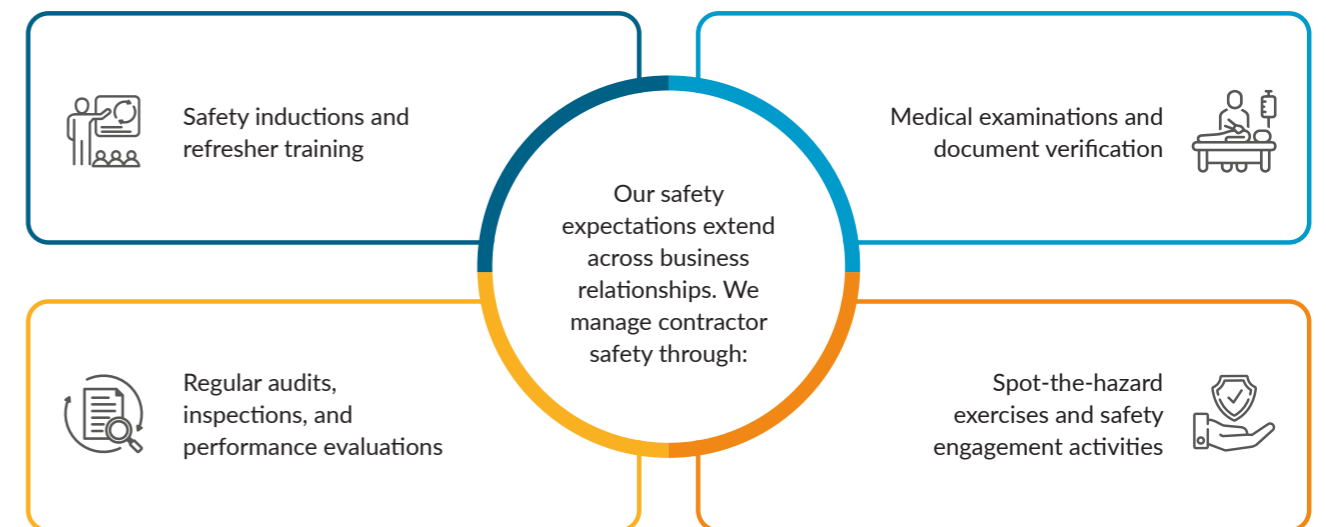 Safety inductions and
refresher training
Medical examinations and
document verification
Our safety
expectations extend
across business
relationships. We
manage contractor
safety through:
Regular audits,
inspections, and
performance evaluations
Spot-the-hazard
exercises and safety
engagement activities